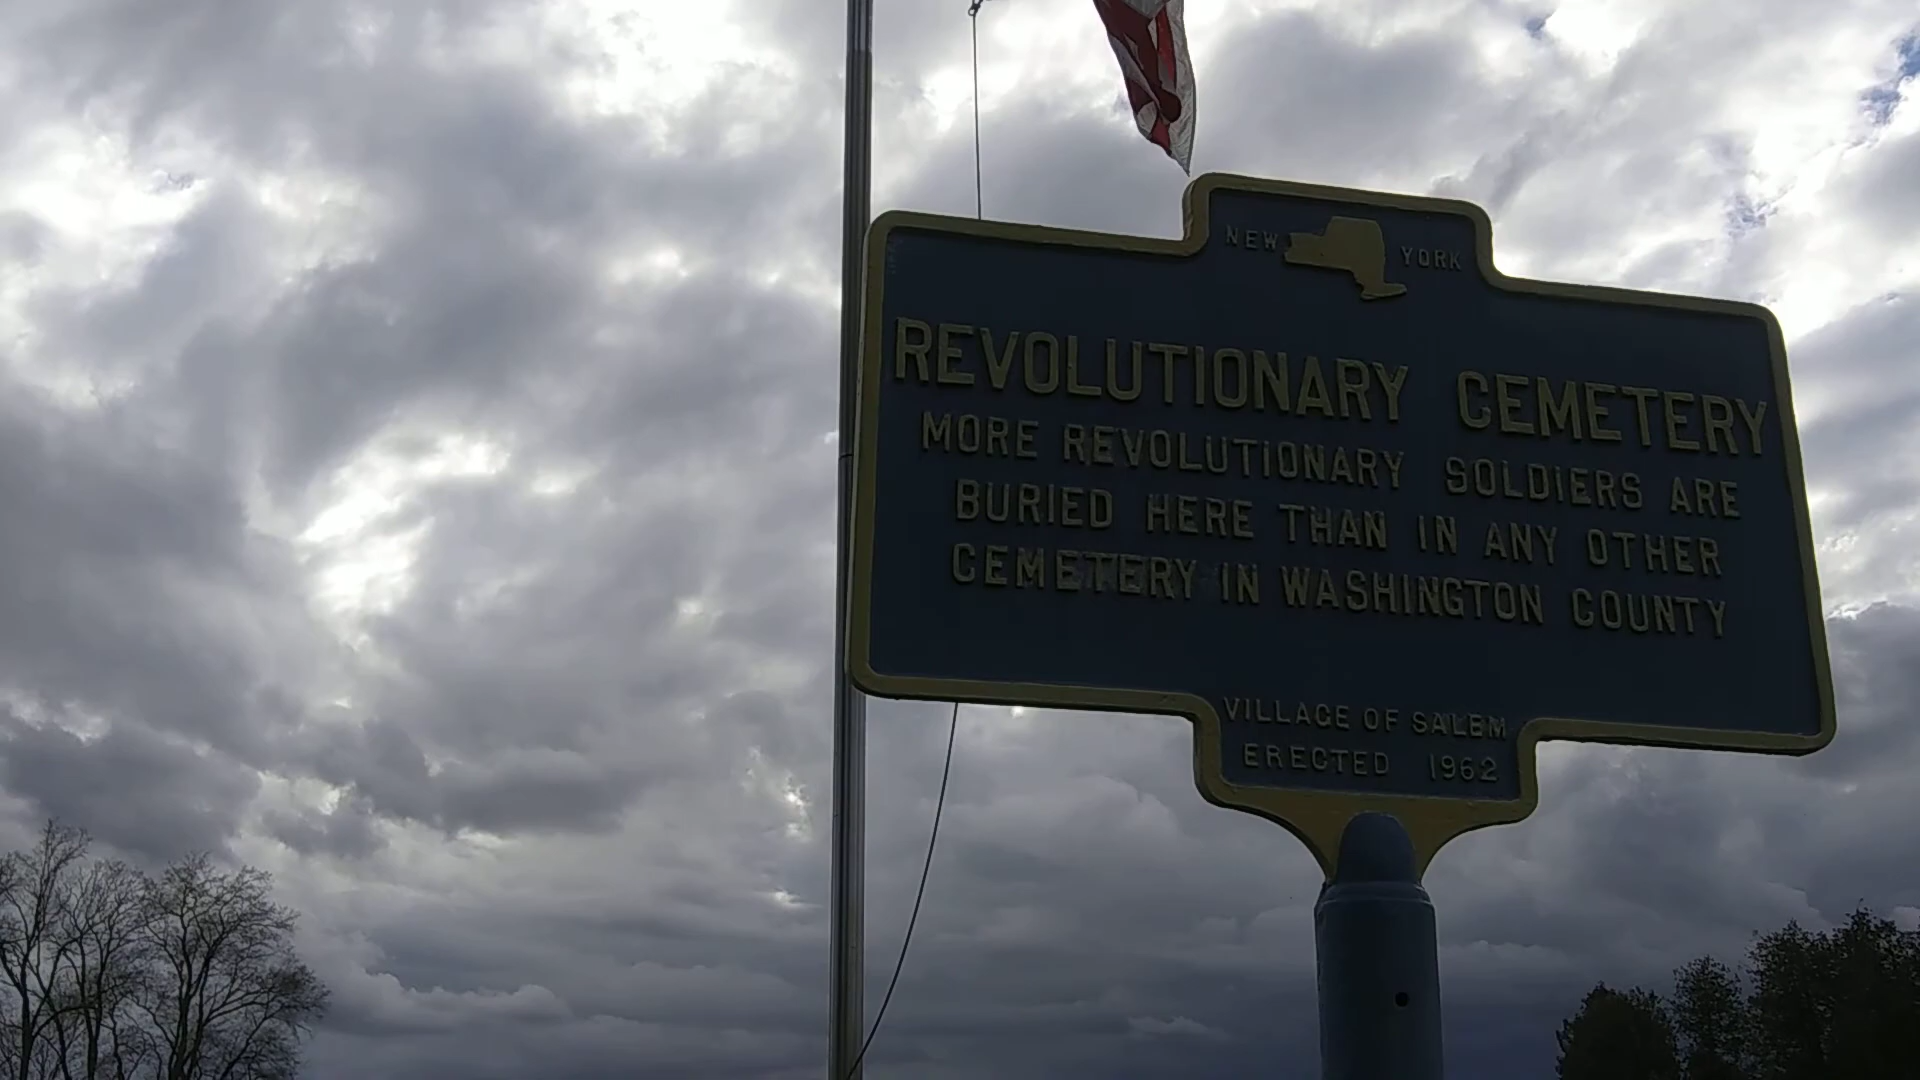 NEW YORK
REVOLUTIONARY CEMETERY
MORE REVOLUTIONARY SOLDIERS ARE
BURIED HERE THAN IN ANY OTHER
CEMETERY IN WASHINGTON COUNTY
VILLAGE OF SALEM
ERECTED 1962